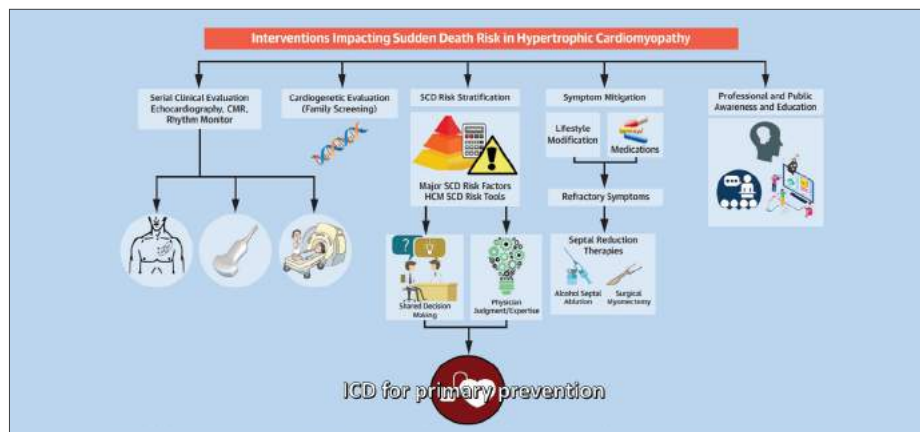 Interventions Impacting Sudden Death Risk in Hypertrophic Cardiomyopathy
Serial Clinical Evaluation
Echocardiography, CMR,
Rhythm Monitor
Cardiogenetic Evaluation
(Family Screening)
SCD Risk Stratification
Major SCD Risk Factors
HCM SCD Risk Tools
?
Shared Decision
Making
Physician
Judgment/Expertise
Symptom Mitigation
Lifestyle
Modification
Medications
Refractory Symptoms
Septal Reduction
Therapies
Alcohol Septal
Ablation
Surgical
Myomectomy
Professional and Public
Awareness and Education
ICD for primary prevention